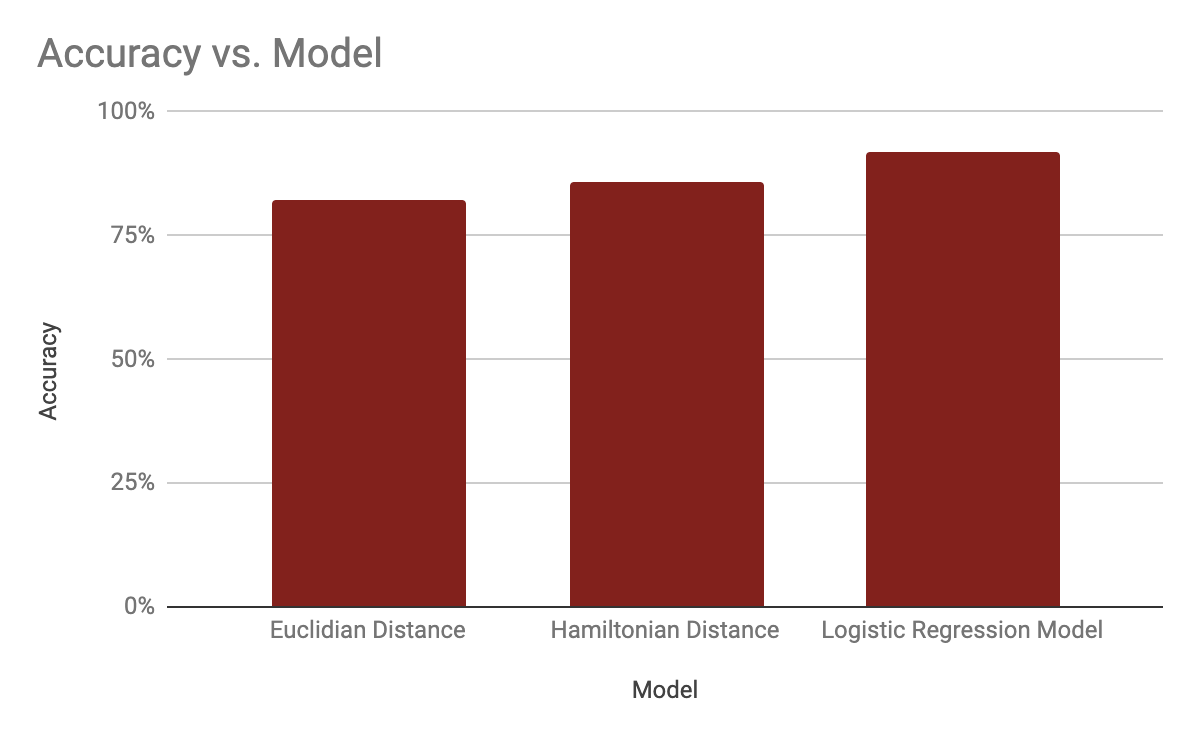 Accuracy vs. Model
100%
75%
50%
25%
0%
Accuracy
Euclidian Distance
Hamiltonian Distance
Logistic Regression Model
Model